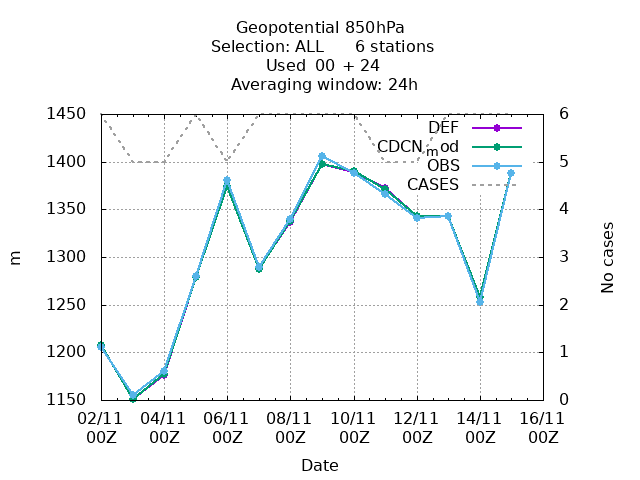 Geopotential 850hPa
Selection: ALL 6 stations
Used 00 + 24
Averaging window: 24h
1450 6
DEF
CDCN_mod
1400 5
OBS
CASES
1350 4
m 1300 3 No cases
1250 2
1200 1
1150 0
02/11 04/11 06/11 08/11 10/11 12/11 14/11 16/11
00Z 00Z 00Z 00Z 00Z 00Z 00Z 00Z
Date